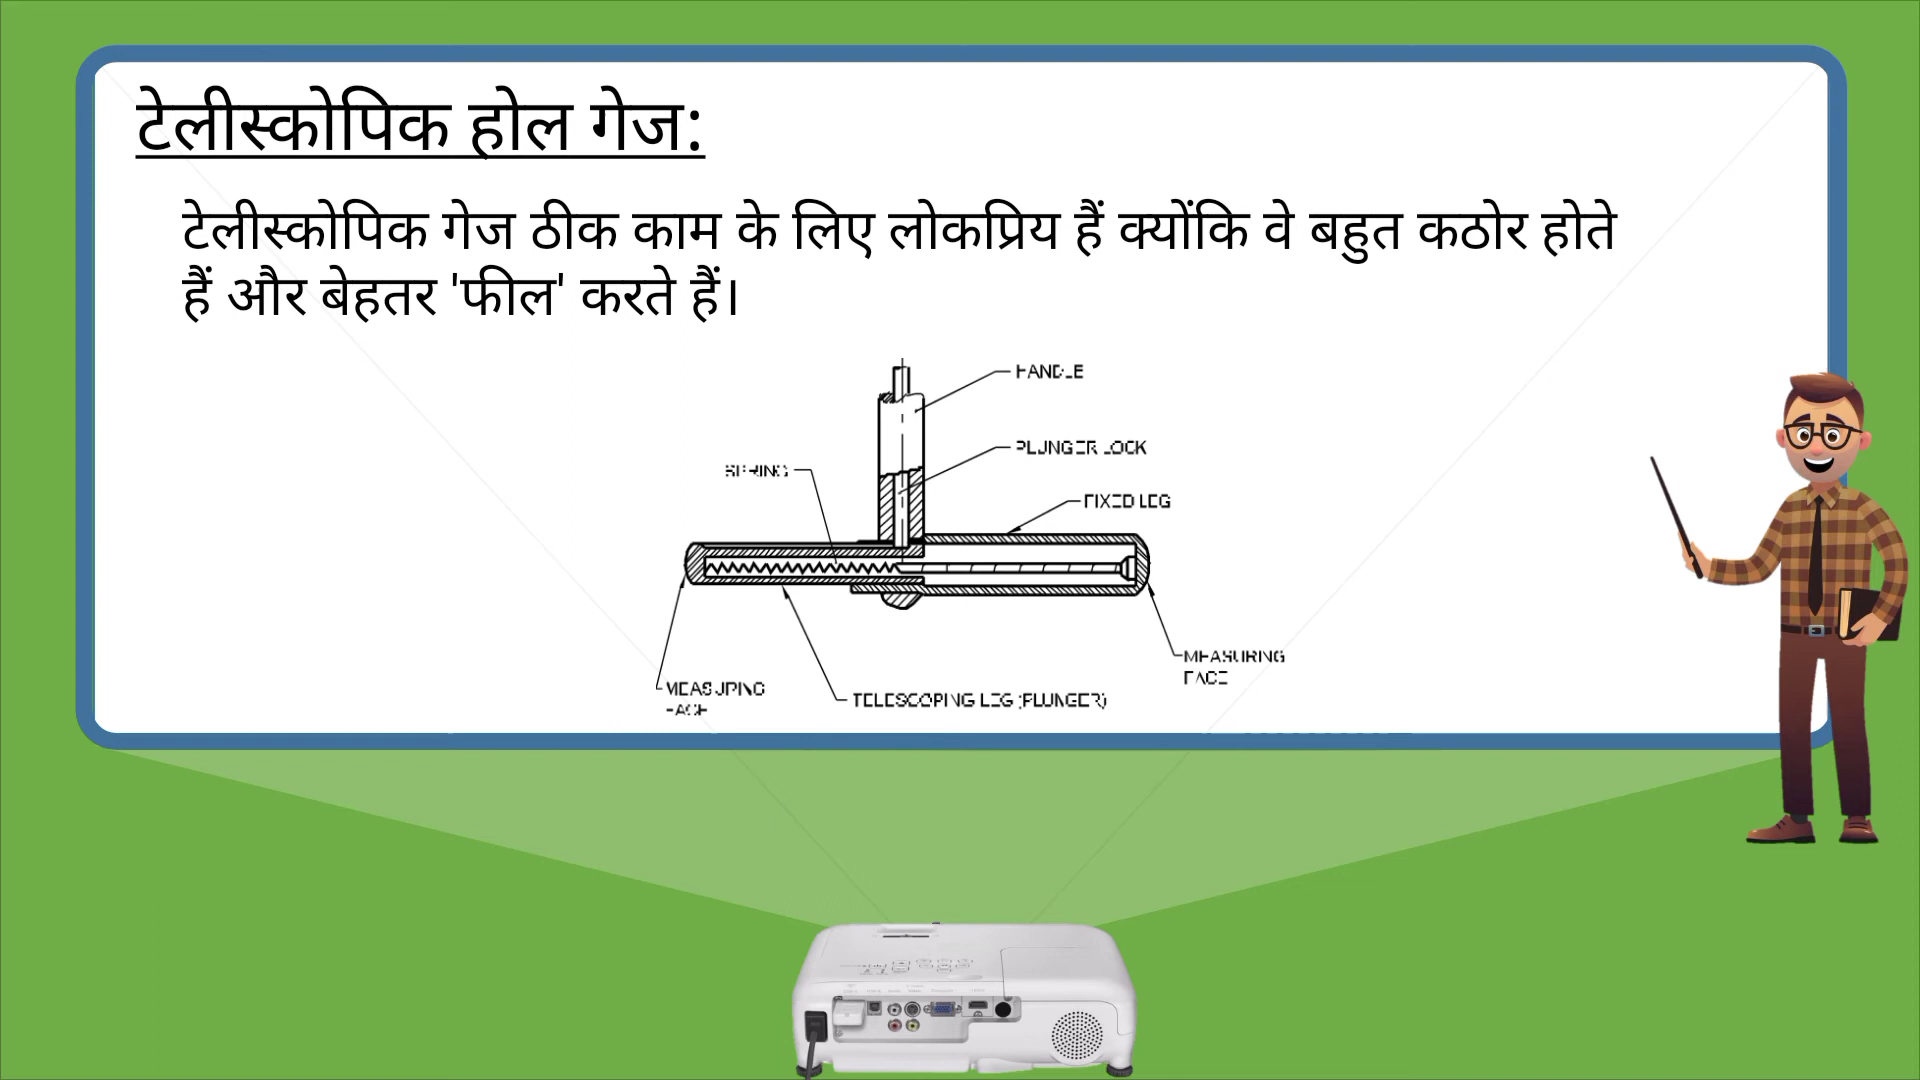 टेलीस्कोपिक होल गेज:
टेलीस्कोपिक गेज ठीक काम के लिए लोकप्रिय हैं क्योंकि वे बहुत कठोर होते
हैं और बेहतर 'फील' करते हैं।
HANDLE
PLUNGER LOCK
SPRING
FIXED LEG
MEASURING
FACE
MEASURING
FACE
TELESCOPING LEG (PLUNGER)